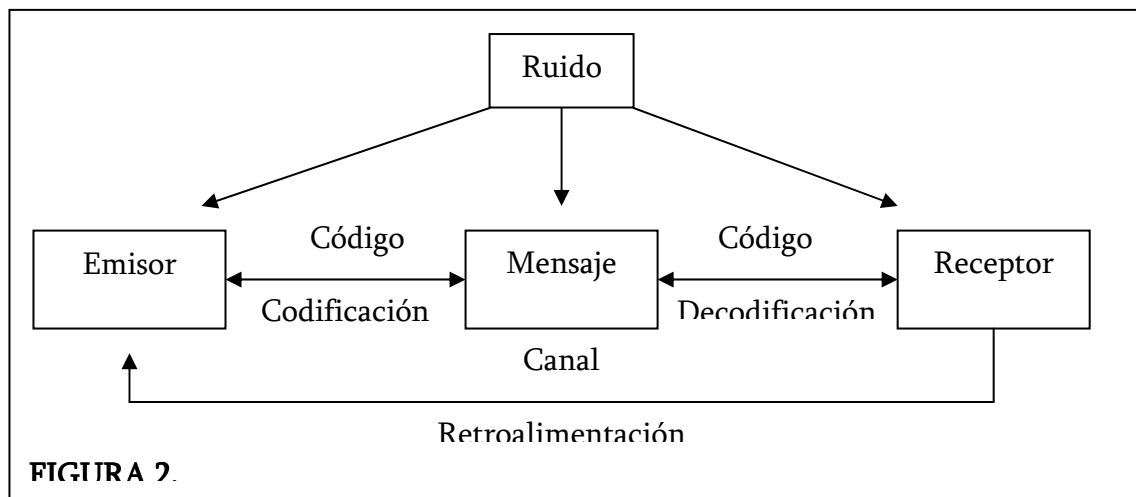 Ruido
Código
Código
Emisor
Mensaje
Receptor
Codificación
Decodificación
Canal
Retroalimentación
FIGURA 2.